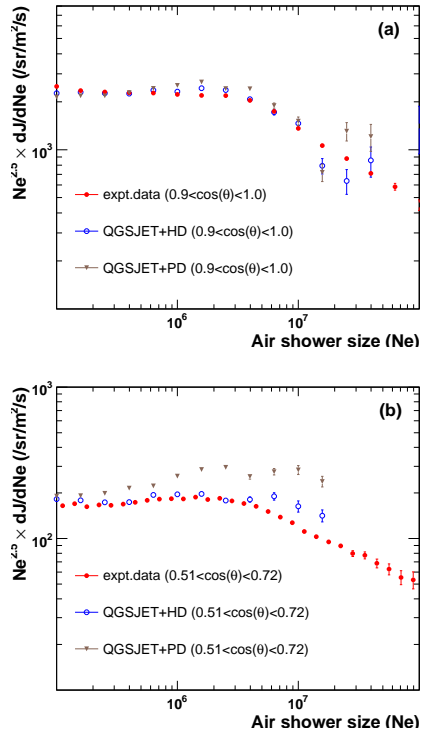 (a)
Ne^2.5 × dJ/dNe (/sr/m²/s)
10³
expt.data (0.9<cos(θ)<1.0)
QGSJET+HD (0.9<cos(θ)<1.0)
QGSJET+PD (0.9<cos(θ)<1.0)
10⁶ 10⁷
Air shower size (Ne)
10³
(b)
Ne^2.5 × dJ/dNe (/sr/m²/s)
10²
expt.data (0.51<cos(θ)<0.72)
QGSJET+HD (0.51<cos(θ)<0.72)
QGSJET+PD (0.51<cos(θ)<0.72)
10⁶ 10⁷
Air shower size (Ne)